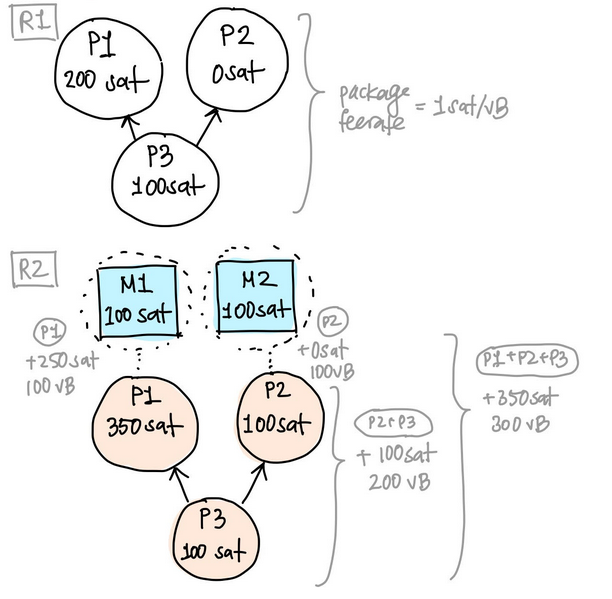 R1
P1
200 sat
P2
0sat
P3
100sat
package
feerate
= 1sat/vB
R2
M1
100 sat
M2
100sat
P1
+250sat
100 vB
P2
+0sat
100vB
P1
350sat
P2
100sat
P3
100 sat
P2+P3
+ 100sat
200 vB
P1+P2+P3
+350sat
300 vB